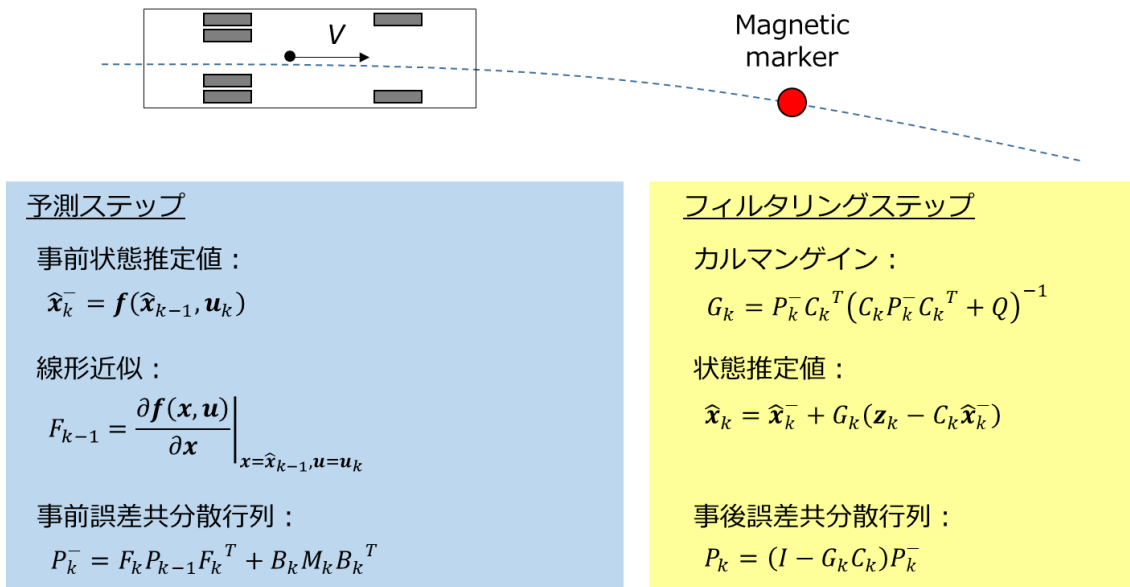 V
Magnetic
marker
予測ステップ
事前状態推定値：
x̂ₖ⁻ = f(x̂ₖ₋₁, uₖ)
線形近似：
Fₖ₋₁ = ∂f(x, u)/∂x |x=x̂ₖ₋₁,u=uₖ
事前誤差共分散行列：
Pₖ⁻ = FₖPₖ₋₁Fₖᵀ + BₖMₖBₖᵀ
フィルタリングステップ
カルマンゲイン：
Gₖ = Pₖ⁻Cₖᵀ(CₖPₖ⁻Cₖᵀ + Q)⁻¹
状態推定値：
x̂ₖ = x̂ₖ⁻ + Gₖ(zₖ − Cₖx̂ₖ⁻)
事後誤差共分散行列：
Pₖ = (I − GₖCₖ)Pₖ⁻